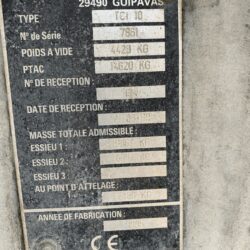 29490 GUIPAVAS
TYPE TCI 10
N° de Série 7851
POIDS A VIDE 4420 KG
PTAC 14620 KG
N° DE RECEPTION :
DATE DE RECEPTION :
MASSE TOTALE ADMISSIBLE :
ESSIEU 1 :
ESSIEU 2 :
ESSIEU 3
AU POINT D'ATTELAGE :
ANNEE DE FABRICATION :
CE